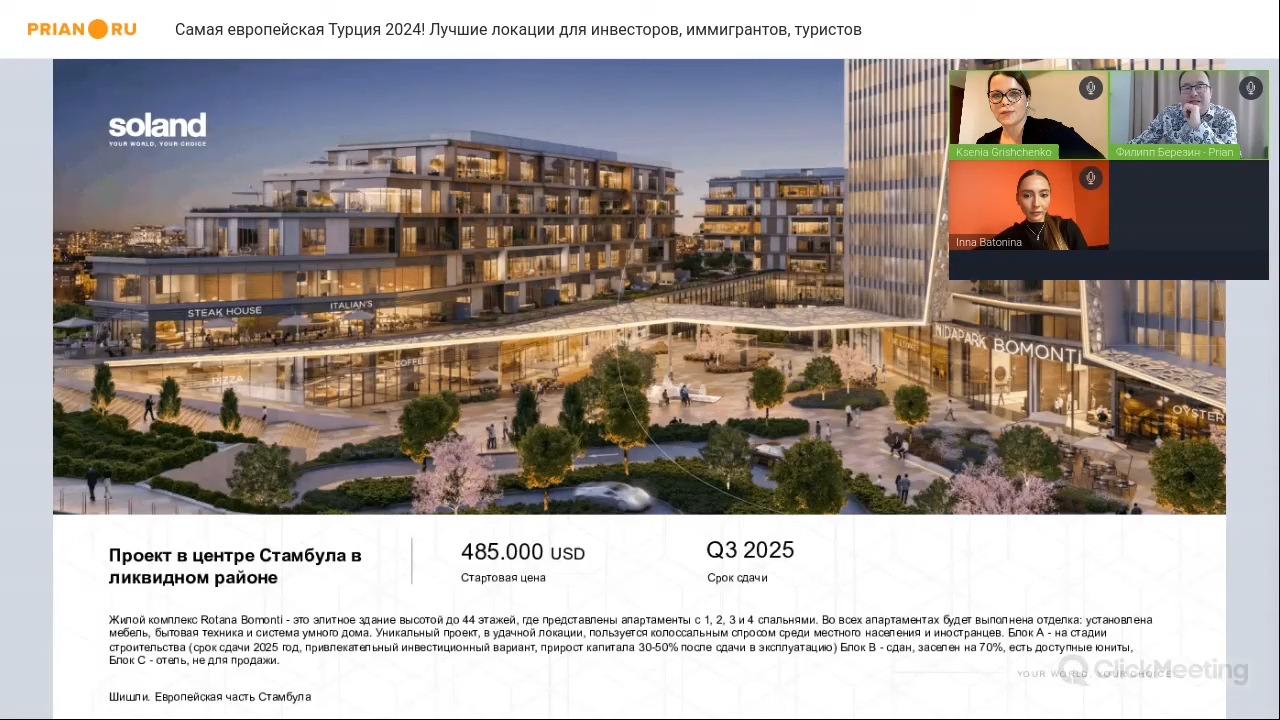 PRIAN RU
Самая европейская Турция 2024! Лучшие локации для инвесторов, иммигрантов, туристов
soland
YOUR WORLD, YOUR CHOICE
Ksenia Grishchenko
Филипп Березин - Prian
Inna Batonina
STEAK HOUSE
ITALIAN'S
COFFEE
PIZZA
NIDAPARK BOMONTI
OYSTER
Проект в центре Стамбула в
ликвидном районе
485.000 USD
Стартовая цена
Q3 2025
Срок сдачи
Жилой комплекс Rotana Bomonti - это элитное здание высотой до 44 этажей, где представлены апартаменты с 1, 2, 3 и 4 спальнями. Во всех апартаментах будет выполнена отделка: установлена
мебель, бытовая техника и система умного дома. Уникальный проект, в удачной локации, пользуется колоссальным спросом среди местного населения и иностранцев. Блок А - на стадии
строительства (срок сдачи 2025 год, привлекательный инвестиционный вариант, прирост капитала 30-50% после сдачи в эксплуатацию) Блок В - сдан, заселен на 70%, есть доступные юниты,
Блок С - отель, не для продажи.
YOUR WORLD, YOUR CHOICE
ClickMeeting
Шишли. Европейская часть Стамбула